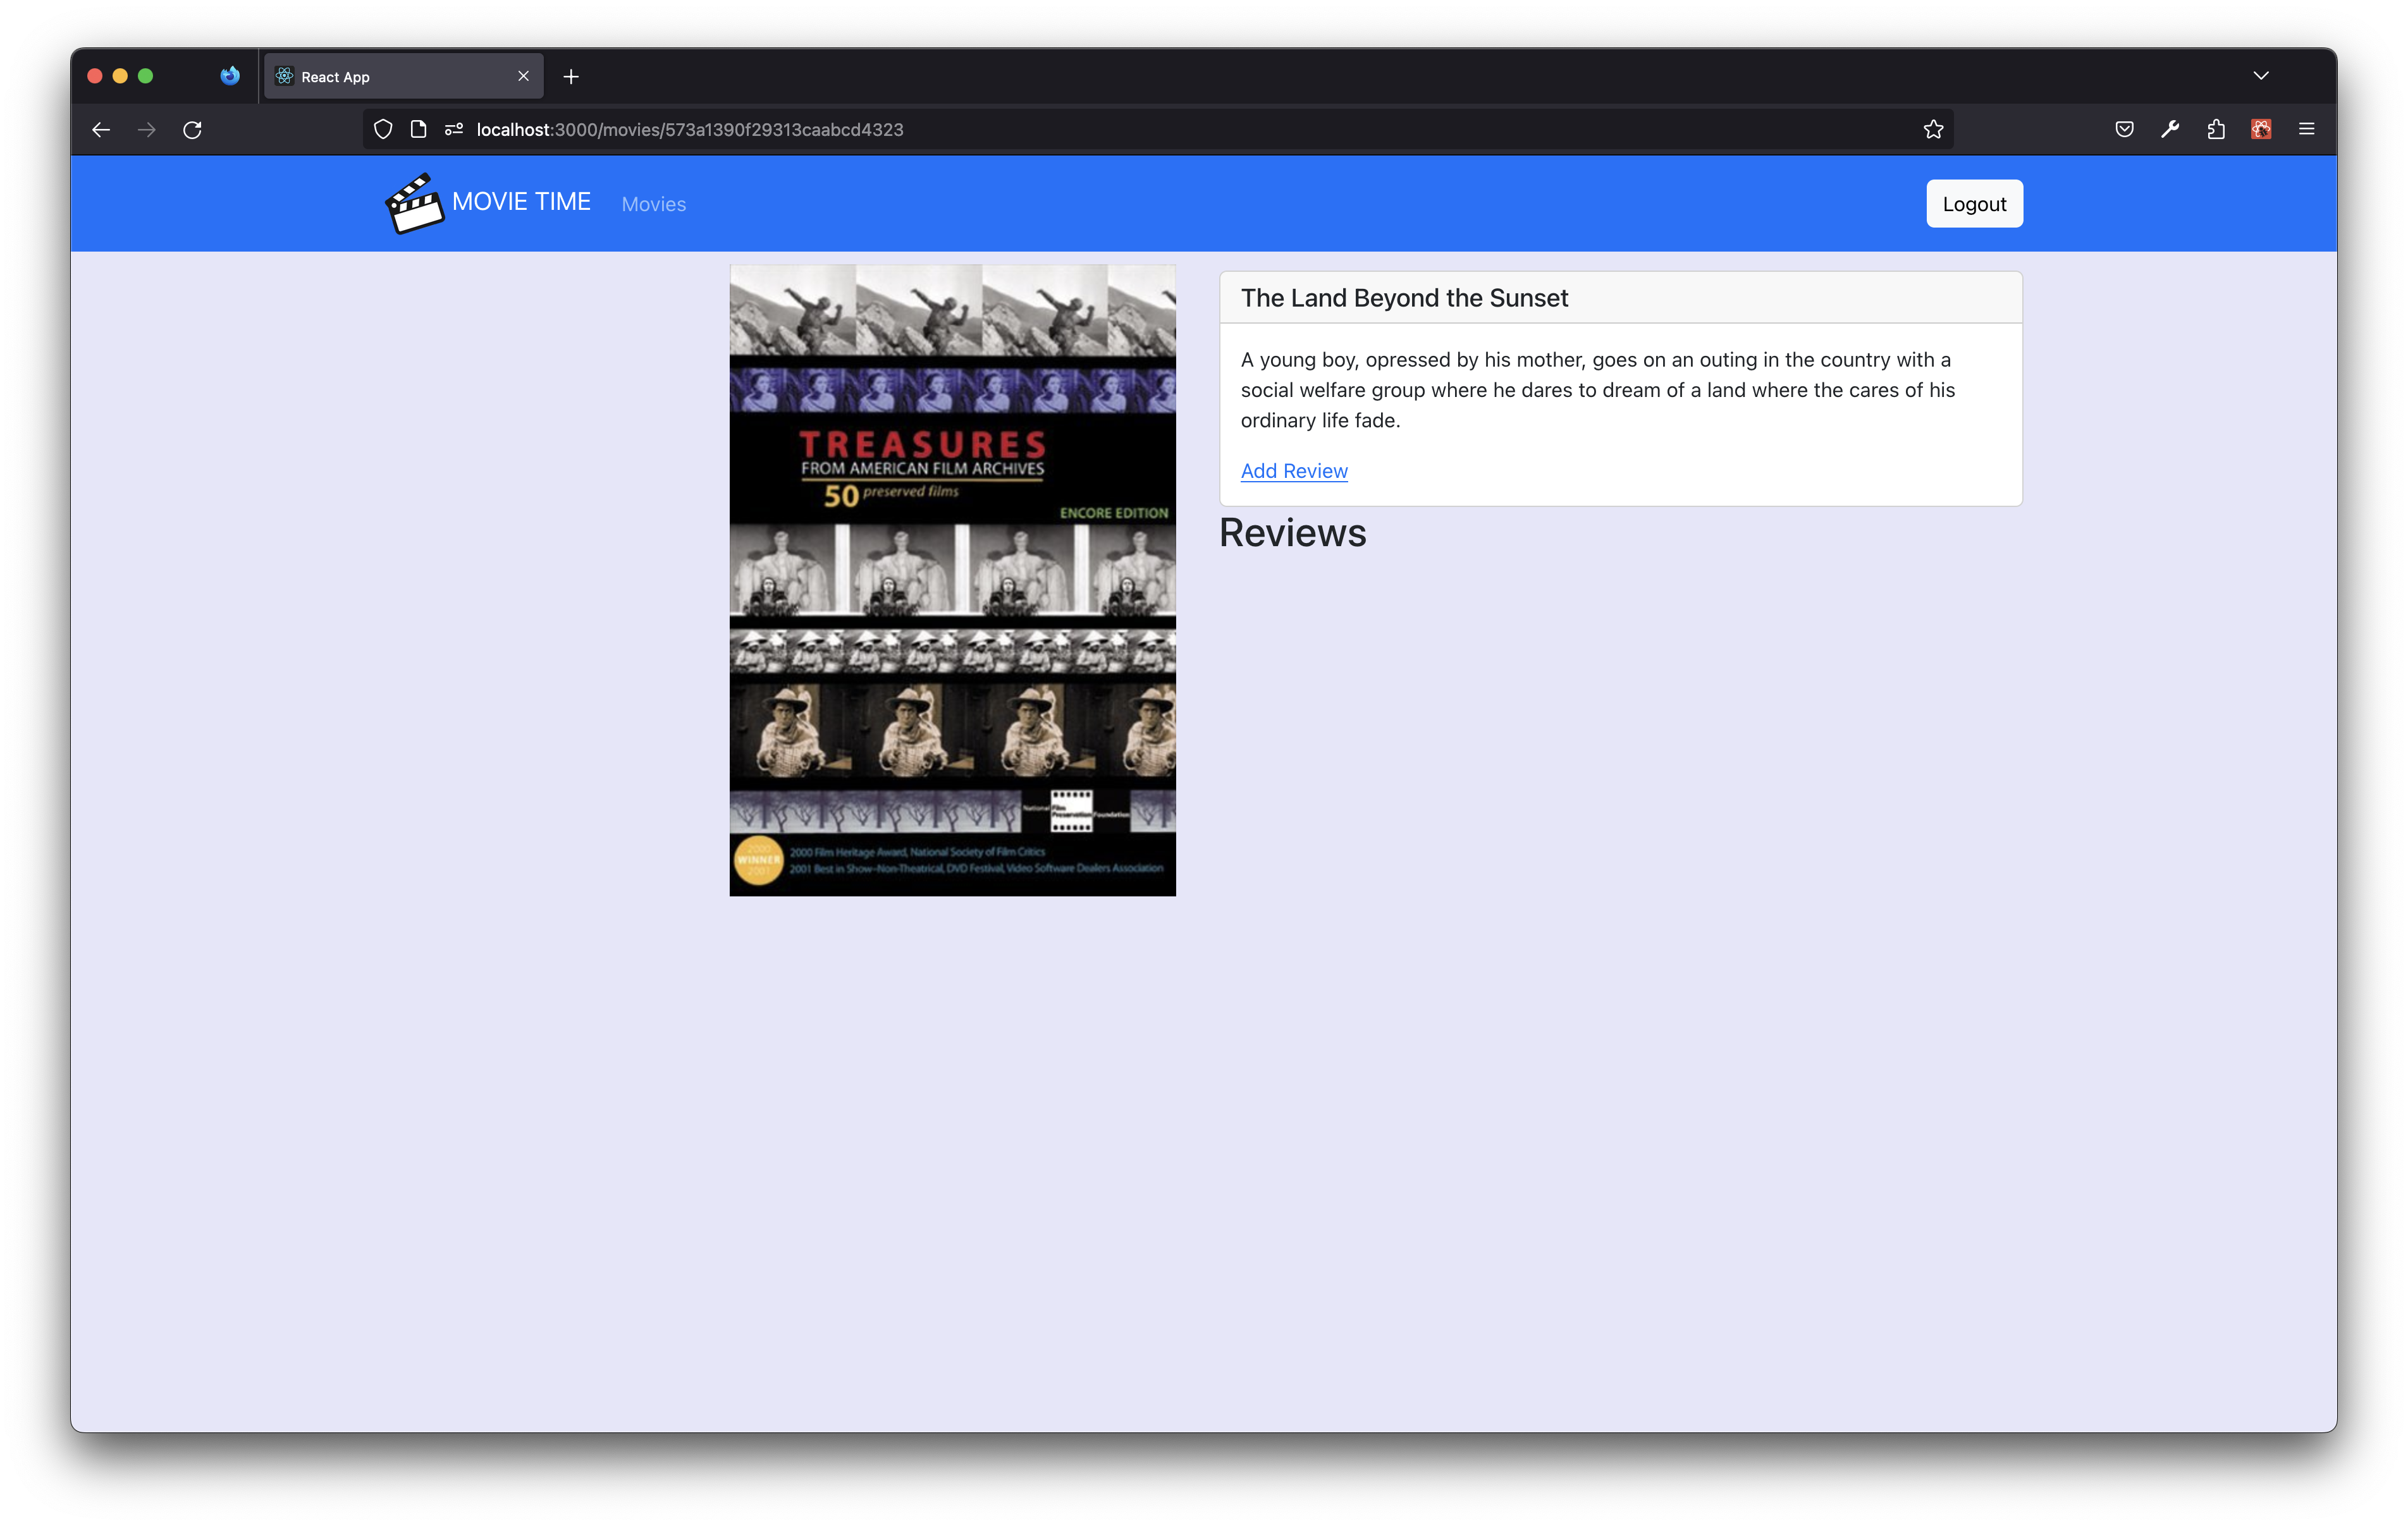 React App
localhost:3000/movies/573a1390f29313caabcd4323
MOVIE TIME
Movies
Logout
TREASURES
FROM AMERICAN FILM ARCHIVES
50 preserved films
ENCORE EDITION
National Film Preservation Foundation
2000
WINNER
2001
2000 Film Heritage Award, National Society of Film Critics
2001 Best in Show–Non-Theatrical, DVD Festival, Video Software Dealers Association
The Land Beyond the Sunset
A young boy, opressed by his mother, goes on an outing in the country with a
social welfare group where he dares to dream of a land where the cares of his
ordinary life fade.
Add Review
Reviews